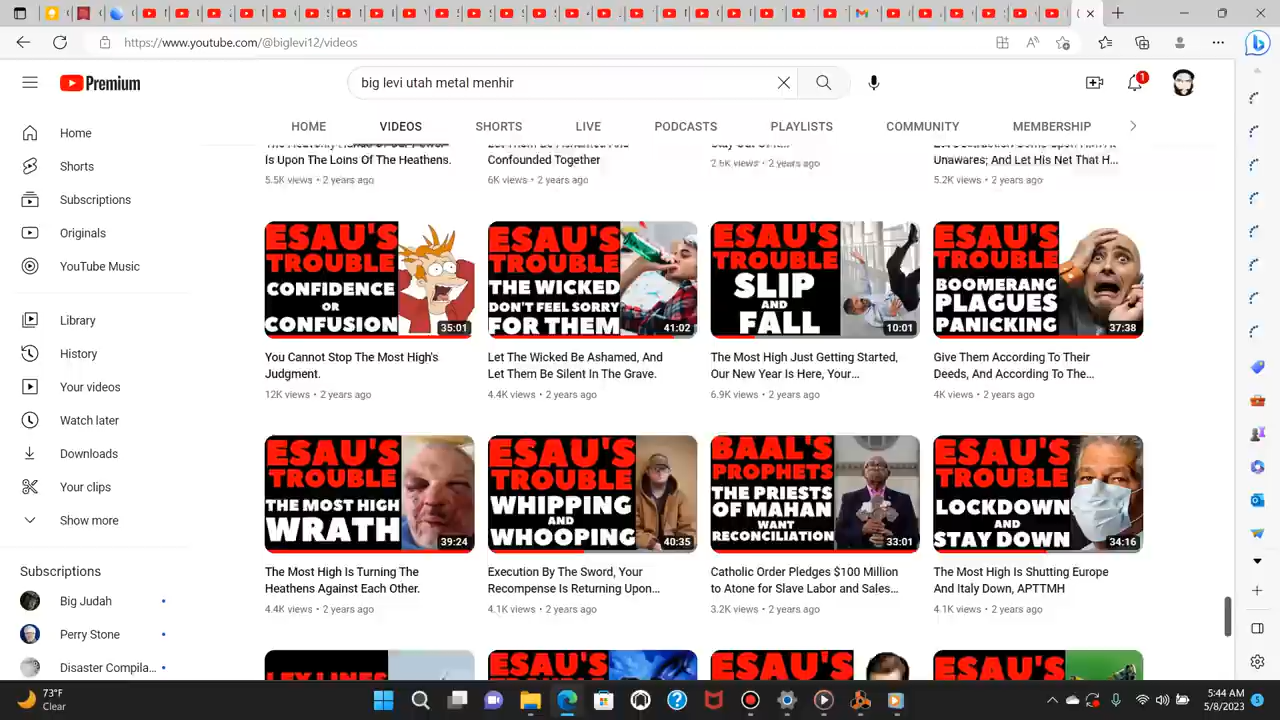 https://www.youtube.com/@biglevi12/videos
Premium
big levi utah metal menhir
1
HOME
VIDEOS
SHORTS
LIVE
PODCASTS
PLAYLISTS
COMMUNITY
MEMBERSHIP
Home
Shorts
Subscriptions
Originals
YouTube Music
Library
History
Your videos
Watch later
Downloads
Your clips
Show more
Subscriptions
Big Judah
Perry Stone
Disaster Compila...
Is Upon The Loins Of The Heathens.
5.5K views • 2 years ago
Confounded Together
6K views • 2 years ago
2.5K views • 2 years ago
Unawares; And Let His Net That H...
5.2K views • 2 years ago
ESAU'S
TROUBLE
CONFIDENCE
OR
CONFUSION
35:01
You Cannot Stop The Most High's
Judgment.
12K views • 2 years ago
ESAU'S
TROUBLE
THE WICKED
DON'T FEEL SORRY
FOR THEM
41:02
Let The Wicked Be Ashamed, And
Let Them Be Silent In The Grave.
4.4K views • 2 years ago
ESAU'S
TROUBLE
SLIP
AND
FALL
10:01
The Most High Just Getting Started,
Our New Year Is Here, Your...
6.9K views • 2 years ago
ESAU'S
TROUBLE
BOOMERANG
PLAGUES
PANICKING
37:38
Give Them According To Their
Deeds, And According To The...
4K views • 2 years ago
ESAU'S
TROUBLE
THE MOST HIGH
WRATH
39:24
The Most High Is Turning The
Heathens Against Each Other.
4.4K views • 2 years ago
ESAU'S
TROUBLE
WHIPPING
AND
WHOOPING
40:35
Execution By The Sword, Your
Recompense Is Returning Upon...
4.1K views • 2 years ago
BAAL'S
PROPHETS
THE PRIESTS
OF MAHAN
WANT
RECONCILIATION
33:01
Catholic Order Pledges $100 Million
to Atone for Slave Labor and Sales...
3.2K views • 2 years ago
ESAU'S
TROUBLE
LOCKDOWN
AND
STAY DOWN
34:16
The Most High Is Shutting Europe
And Italy Down, APTTMH
4.1K views • 2 years ago
LEY LINES
ESAU'S
ESAU'S
ESAU'S
73°F
Clear
5:44 AM
5/8/2023